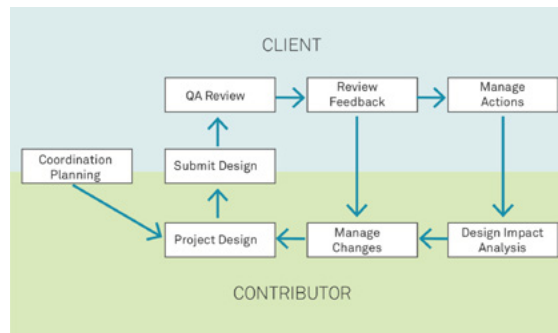 CLIENT
QA Review
Review
Feedback
Manage
Actions
Coordination
Planning
Submit Design
Project Design
Manage
Changes
Design Impact
Analysis
CONTRIBUTOR